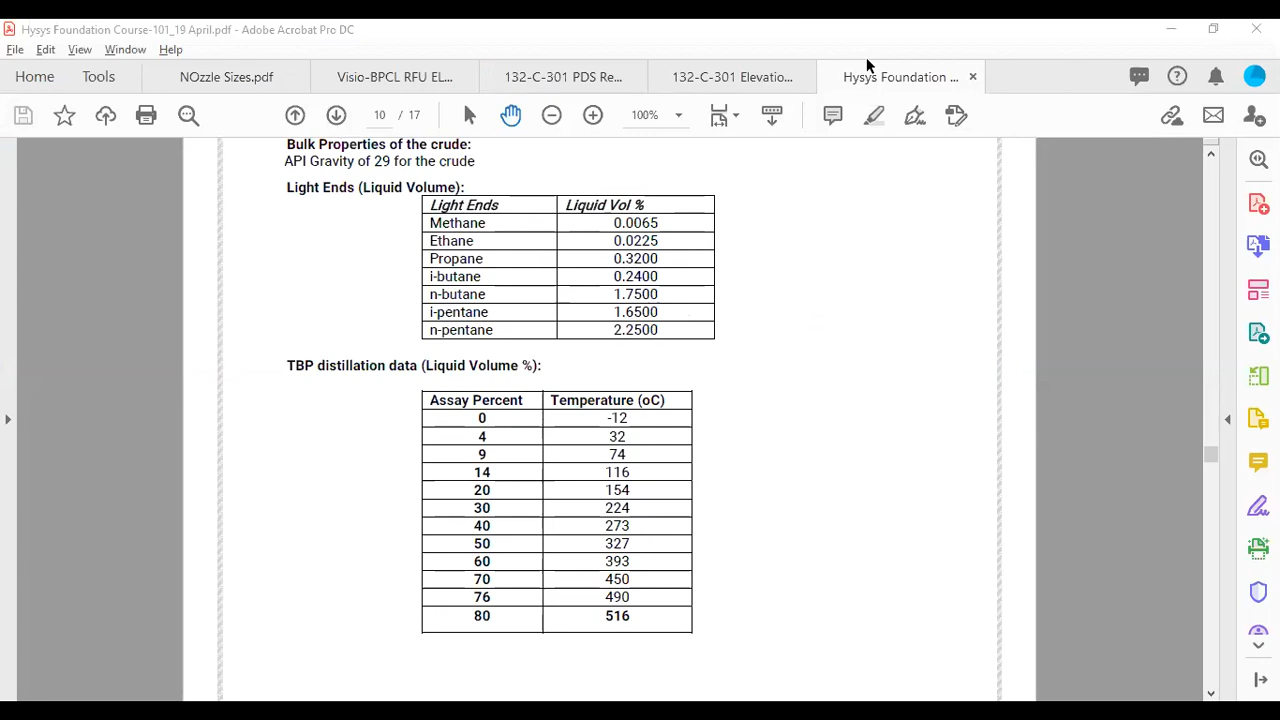 Hysys Foundation Course-101_19 April.pdf - Adobe Acrobat Pro DC
File Edit View Window Help
Home Tools NOzzle Sizes.pdf Visio-BPCL RFU EL... 132-C-301 PDS Re... 132-C-301 Elevatio... Hysys Foundation ... ×
10 / 17 100%
Bulk Properties of the crude:
API Gravity of 29 for the crude
Light Ends (Liquid Volume):
Light Ends Liquid Vol %
Methane 0.0065
Ethane 0.0225
Propane 0.3200
i-butane 0.2400
n-butane 1.7500
i-pentane 1.6500
n-pentane 2.2500
TBP distillation data (Liquid Volume %):
Assay Percent Temperature (oC)
0 -12
4 32
9 74
14 116
20 154
30 224
40 273
50 327
60 393
70 450
76 490
80 516